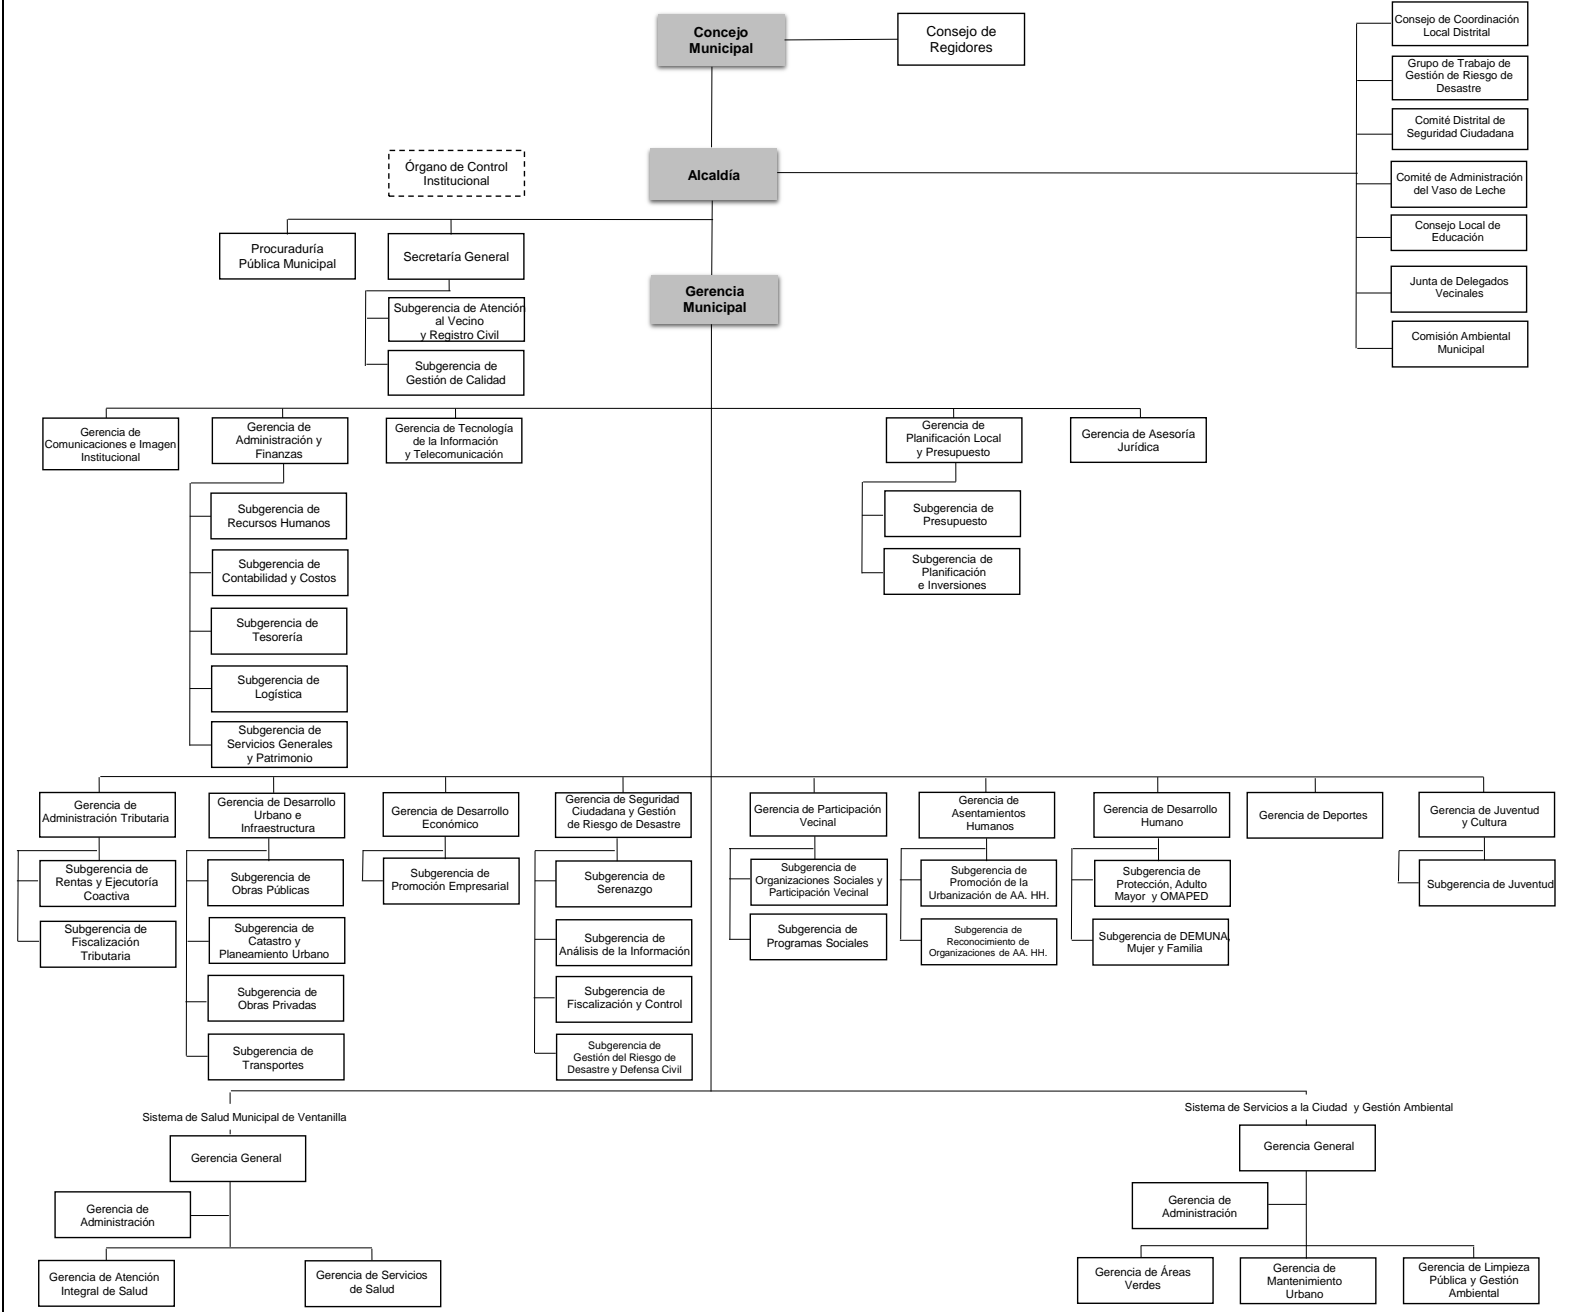 Concejo
Municipal
Consejo de
Regidores
Consejo de Coordinación
Local Distrital
Grupo de Trabajo de
Gestión de Riesgo de
Desastre
Comité Distrital de
Seguridad Ciudadana
Comité de Administración
del Vaso de Leche
Consejo Local de
Educación
Junta de Delegados
Vecinales
Comisión Ambiental
Municipal
Órgano de Control
Institucional
Alcaldía
Procuraduría
Pública Municipal
Secretaría General
Subgerencia de Atención
al Vecino
y Registro Civil
Subgerencia de
Gestión de Calidad
Gerencia
Municipal
Gerencia de
Comunicaciones e Imagen
Institucional
Gerencia de
Administración y
Finanzas
Gerencia de Tecnología
de la Información
y Telecomunicación
Gerencia de
Planificación Local
y Presupuesto
Gerencia de Asesoría
Jurídica
Subgerencia de
Recursos Humanos
Subgerencia de
Contabilidad y Costos
Subgerencia de
Tesorería
Subgerencia de
Logística
Subgerencia de
Servicios Generales
y Patrimonio
Subgerencia de
Presupuesto
Subgerencia de
Planificación
e Inversiones
Gerencia de
Administración Tributaria
Subgerencia de
Rentas y Ejecutoría
Coactiva
Subgerencia de
Fiscalización
Tributaria
Gerencia de Desarrollo
Urbano e
Infraestructura
Subgerencia de
Obras Públicas
Subgerencia de
Catastro y
Planeamiento Urbano
Subgerencia de
Obras Privadas
Subgerencia de
Transportes
Gerencia de Desarrollo
Económico
Subgerencia de
Promoción Empresarial
Gerencia de Seguridad
Ciudadana y Gestión
de Riesgo de Desastre
Subgerencia de
Serenazgo
Subgerencia de
Análisis de la Información
Subgerencia de
Fiscalización y Control
Subgerencia de
Gestión del Riesgo de
Desastre y Defensa Civil
Gerencia de Participación
Vecinal
Subgerencia de
Organizaciones Sociales y
Participación Vecinal
Subgerencia de
Programas Sociales
Gerencia de
Asentamientos
Humanos
Subgerencia de
Promoción de la
Urbanización de AA. HH.
Subgerencia de
Reconocimiento de
Organizaciones de AA. HH.
Gerencia de Desarrollo
Humano
Subgerencia de
Protección, Adulto
Mayor y OMAPED
Subgerencia de DEMUNA,
Mujer y Familia
Gerencia de Deportes
Gerencia de Juventud
y Cultura
Subgerencia de Juventud
Sistema de Salud Municipal de Ventanilla
Gerencia General
Gerencia de
Administración
Gerencia de Atención
Integral de Salud
Gerencia de Servicios
de Salud
Sistema de Servicios a la Ciudad y Gestión Ambiental
Gerencia General
Gerencia de
Administración
Gerencia de Áreas
Verdes
Gerencia de
Mantenimiento
Urbano
Gerencia de Limpieza
Pública y Gestión
Ambiental